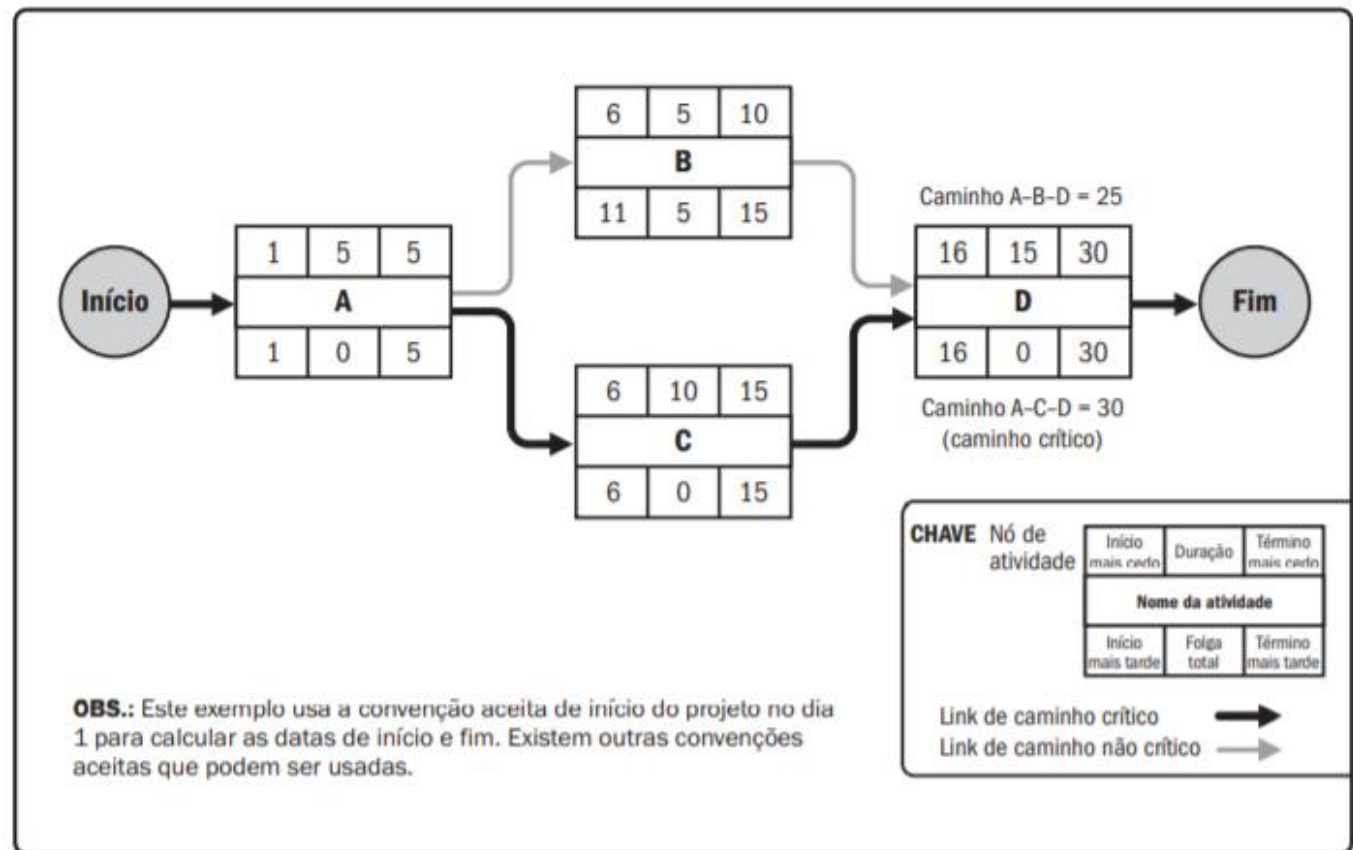 6 5 10
B
11 5 15
Caminho A–B–D = 25
Início
1 5 5
A
1 0 5
16 15 30
D
16 0 30
Fim
6 10 15
C
6 0 15
Caminho A–C–D = 30
(caminho crítico)
CHAVE Nó de
atividade
Início
mais cedo
Duração
Término
mais cedo
Nome da atividade
Início
mais tarde
Folga
total
Término
mais tarde
Link de caminho crítico
Link de caminho não crítico
OBS.: Este exemplo usa a convenção aceita de início do projeto no dia
1 para calcular as datas de início e fim. Existem outras convenções
aceitas que podem ser usadas.